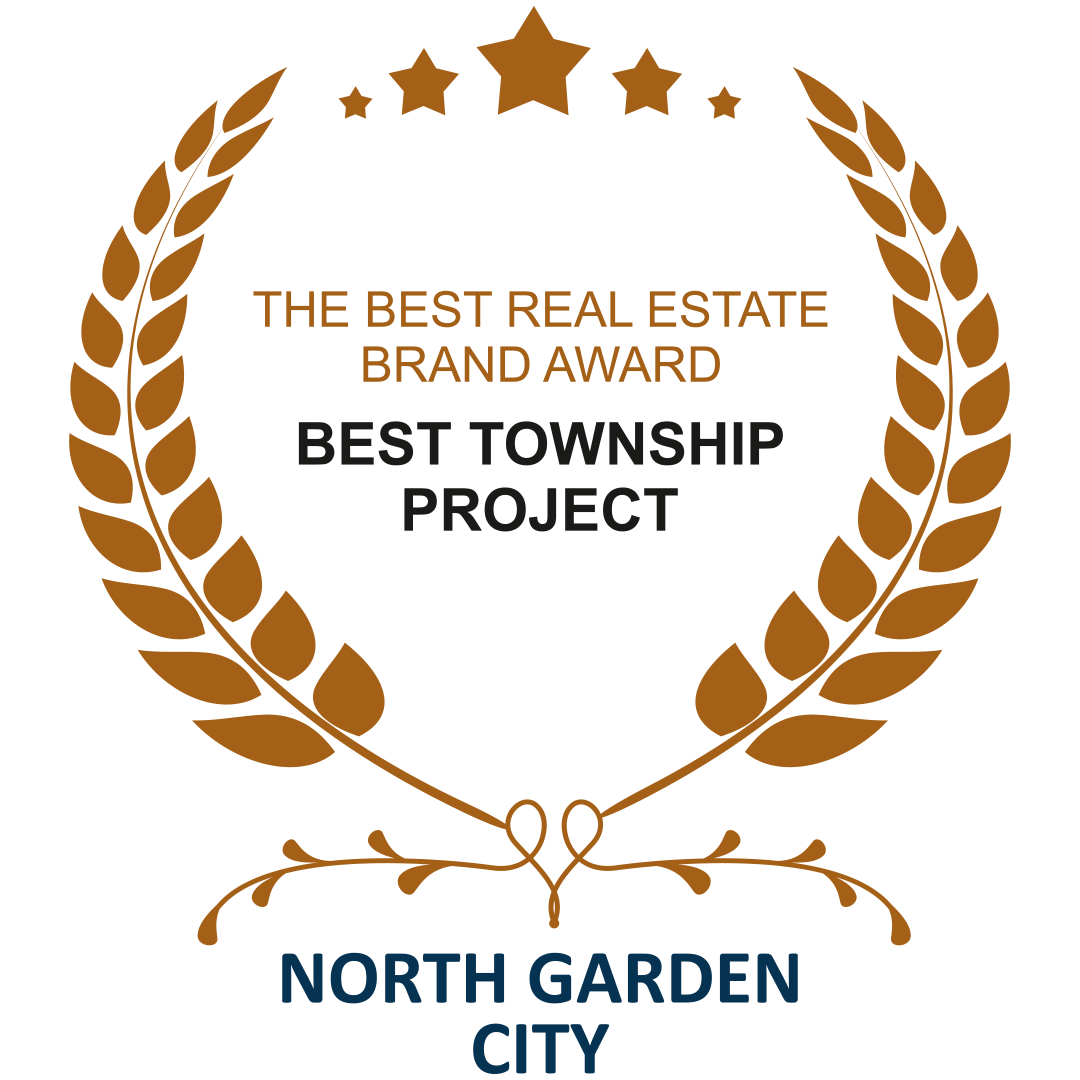 THE BEST REAL ESTATE
BRAND AWARD
BEST TOWNSHIP
PROJECT
NORTH GARDEN
CITY